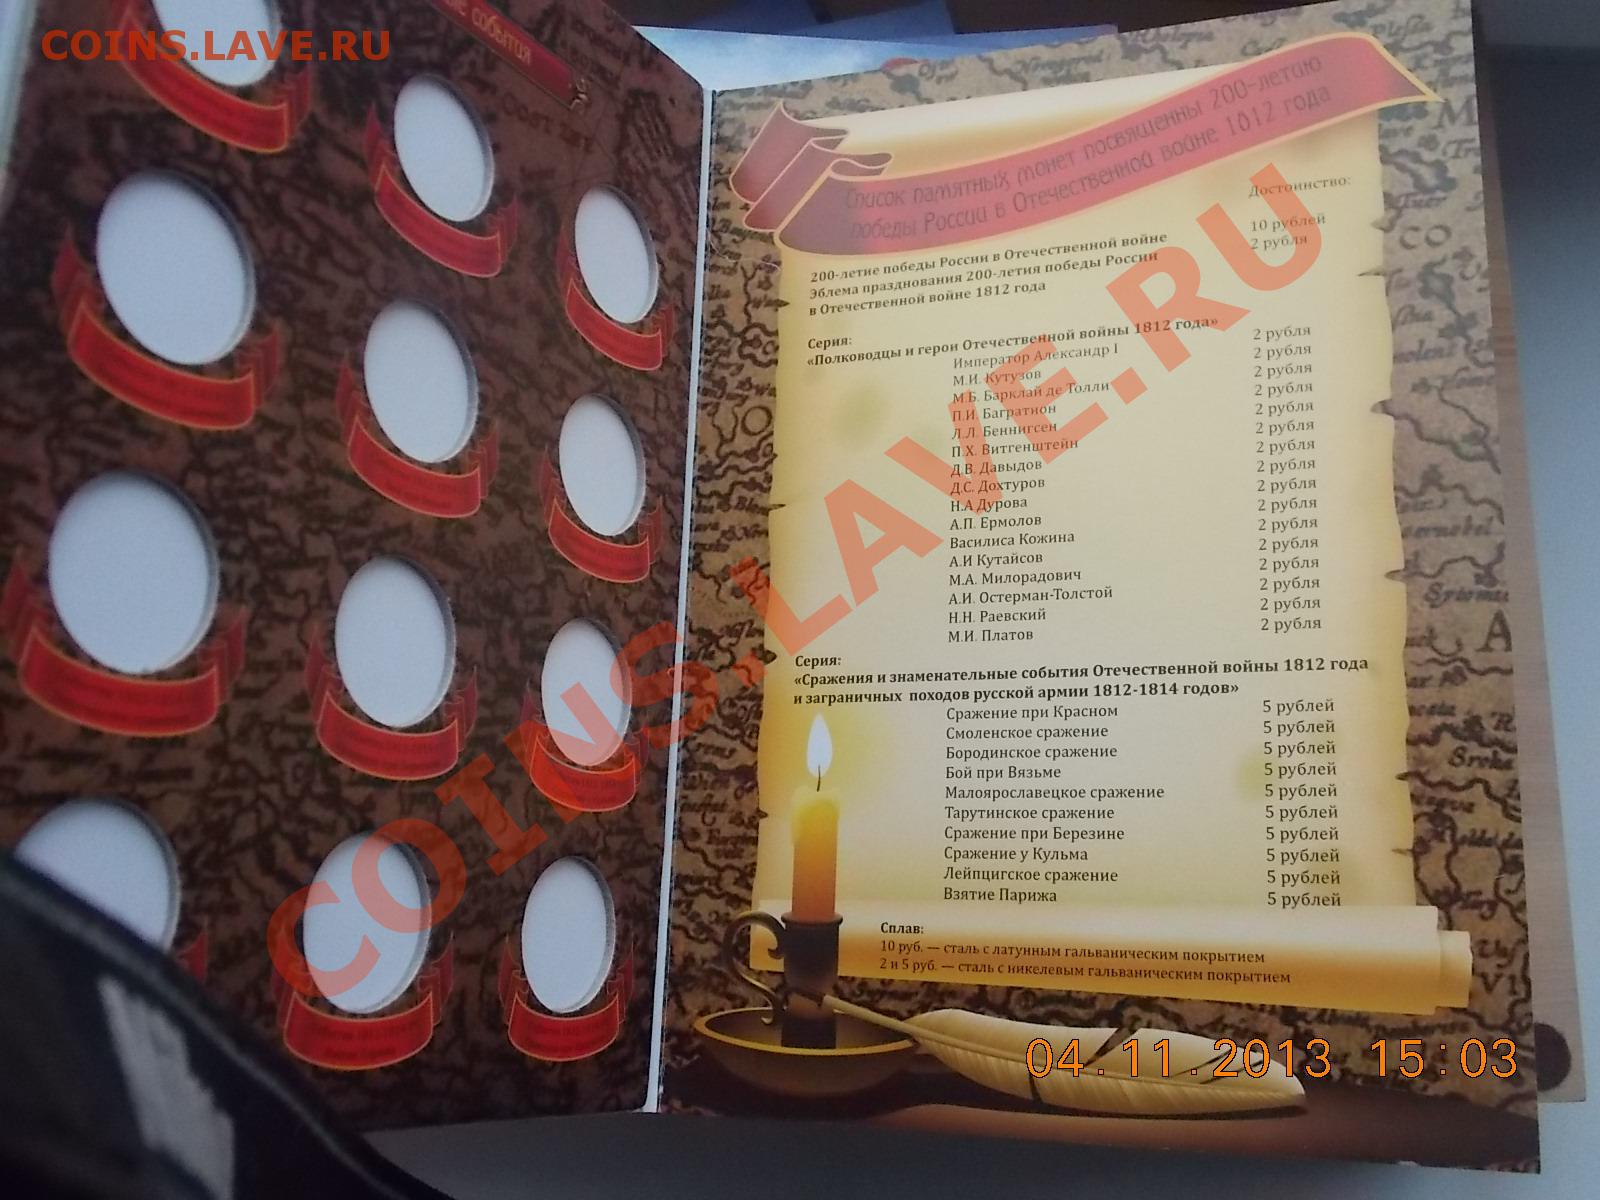 COINS.LAVE.RU
события
Список памятных монет посвященны 200-летию
победы России в Отечественной войне 1812 года
Достоинство:
200-летие победы России в Отечественной войне 10 рублей
Эблема празднования 200-летия победы России 2 рубля
в Отечественной войне 1812 года
Серия:
«Полководцы и герои Отечественной войны 1812 года»
Император Александр I 2 рубля
М.И. Кутузов 2 рубля
М.Б. Барклай де Толли 2 рубля
П.И. Багратион 2 рубля
Л.Л. Беннигсен 2 рубля
П.Х. Витгенштейн 2 рубля
Д.В. Давыдов 2 рубля
Д.С. Дохтуров 2 рубля
Н.А Дурова 2 рубля
А.П. Ермолов 2 рубля
Василиса Кожина 2 рубля
А.И Кутайсов 2 рубля
М.А. Милорадович 2 рубля
А.И. Остерман-Толстой 2 рубля
Н.Н. Раевский 2 рубля
М.И. Платов 2 рубля
Серия:
«Сражения и знаменательные события Отечественной войны 1812 года
и заграничных походов русской армии 1812-1814 годов»
Сражение при Красном 5 рублей
Смоленское сражение 5 рублей
Бородинское сражение 5 рублей
Бой при Вязьме 5 рублей
Малоярославецкое сражение 5 рублей
Тарутинское сражение 5 рублей
Сражение при Березине 5 рублей
Сражение у Кульма 5 рублей
Лейпцигское сражение 5 рублей
Взятие Парижа 5 рублей
Сплав:
10 руб. — сталь с латунным гальваническим покрытием
2 и 5 руб. — сталь с никелевым гальваническим покрытием
COINS.LAVE.RU
04.11.2013 15:03